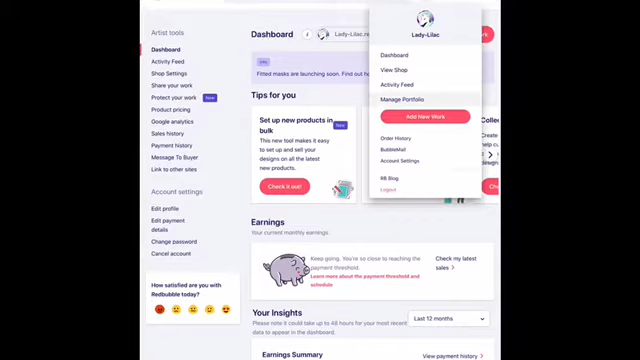 Artist tools
Dashboard
Activity Feed
Shop Settings
Share your work
Protect your work New
Product pricing
Google analytics
Sales history
Payment history
Message To Buyer
Link to other sites
Account settings
Edit profile
Edit payment
details
Change password
Cancel account
How satisfied are you with
Redbubble today?
Dashboard
i
Lady-Lilac.re
Fitted masks are launching soon. Find out
Tips for you
Set up new products in
bulk
New
This new tool makes it
easy to set up and sell your
designs on all the latest
new products.
Check it out!
Earnings
Your current monthly earnings.
Keep going. You're so close to reaching the
payment threshold.
Learn more about the payment threshold and
schedule
Check my latest
sales
Your Insights
Please note it could take up to 48 hours for your most recent
data to appear in the dashboard.
Last 12 months
Earnings Summary
View payment history
Lady-Lilac
Dashboard
View Shop
Activity Feed
Manage Portfolio
Add New Work
Order History
BubbleMail
Account Settings
RB Blog
Logout